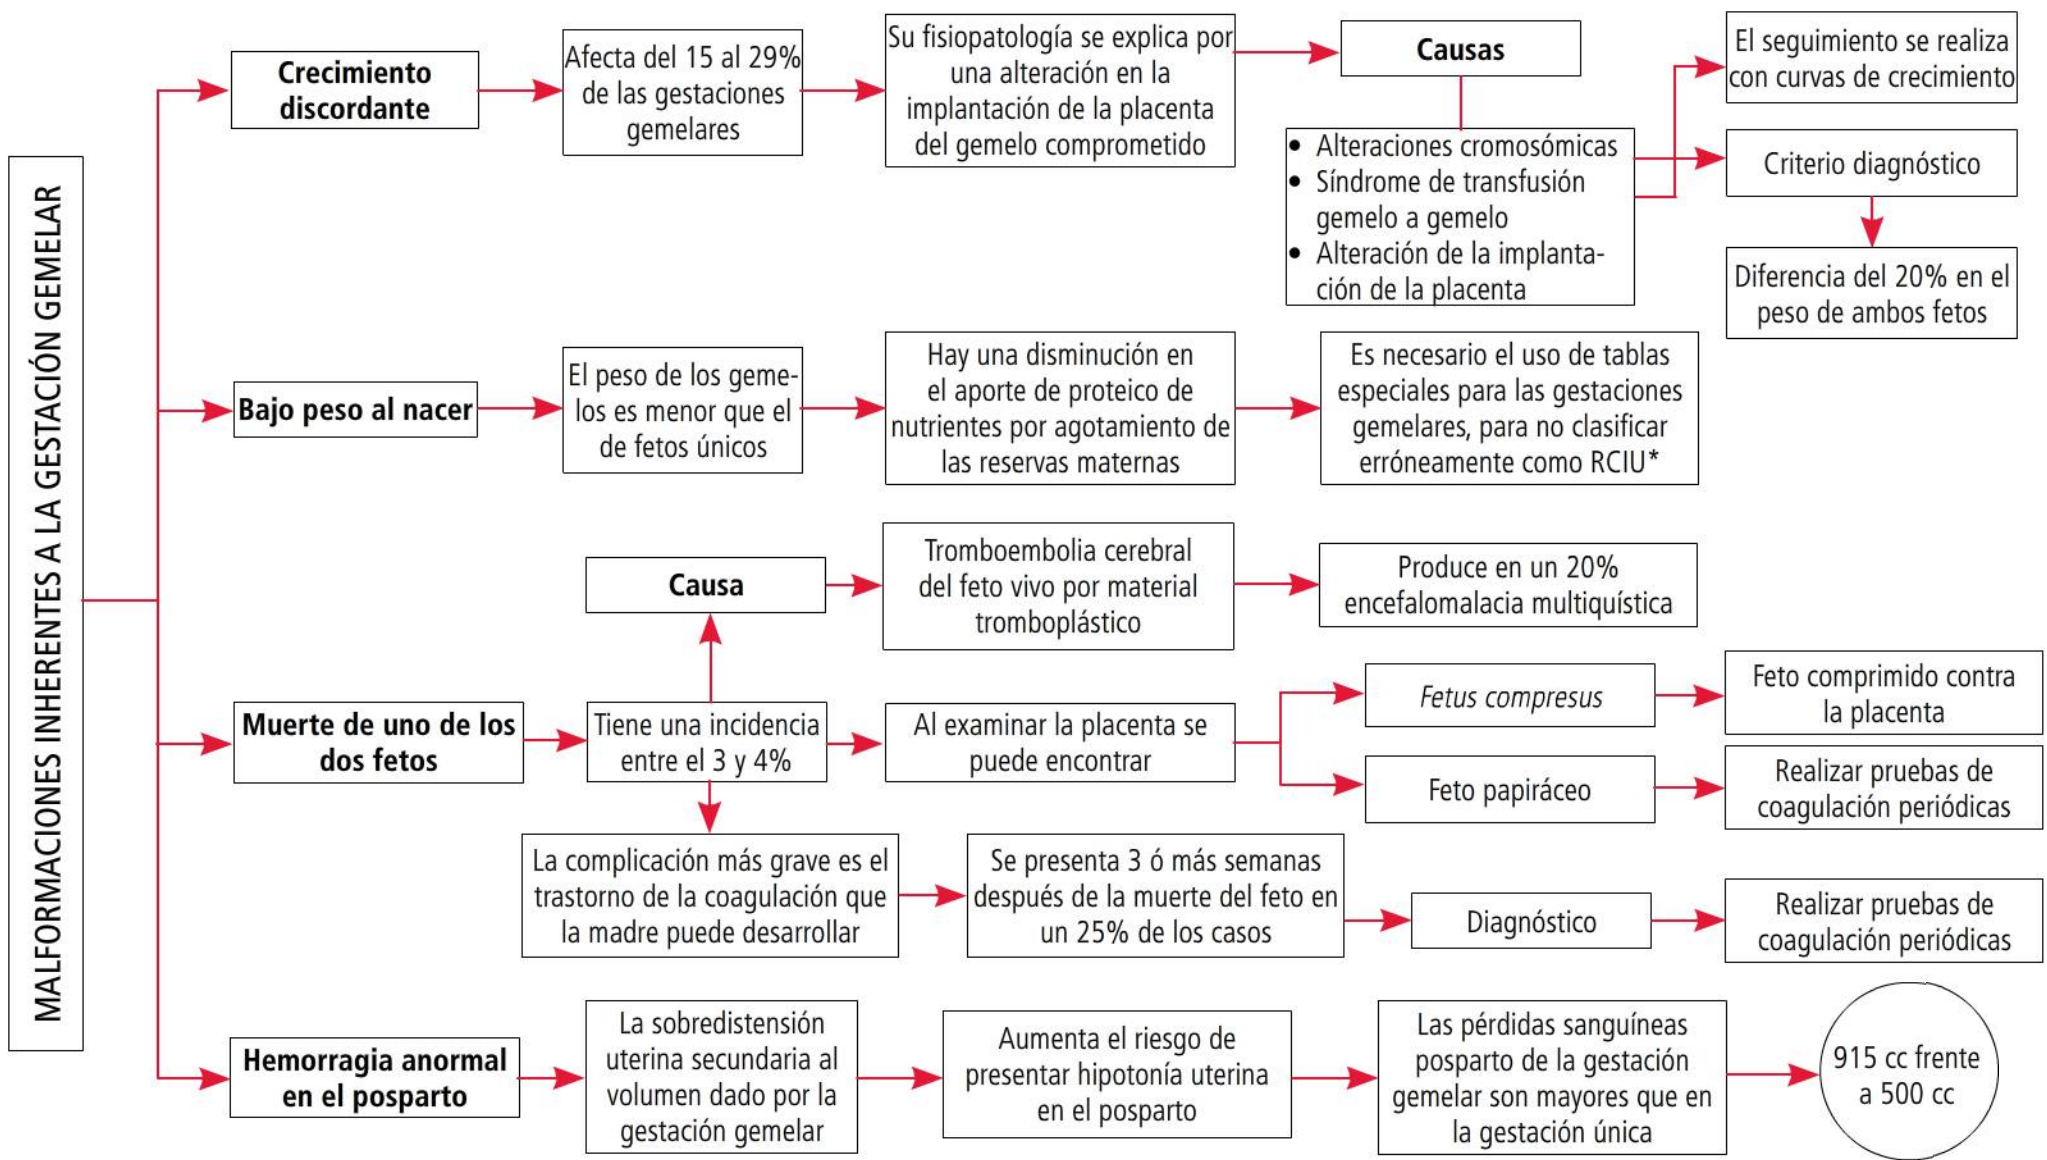 MALFORMACIONES INHERENTES A LA GESTACIÓN GEMELAR
Crecimiento
discordante
Afecta del 15 al 29%
de las gestaciones
gemelares
Su fisiopatología se explica por
una alteración en la
implantación de la placenta
del gemelo comprometido
Causas
• Alteraciones cromosómicas
• Síndrome de transfusión
gemelo a gemelo
• Alteración de la implanta-
ción de la placenta
El seguimiento se realiza
con curvas de crecimiento
Criterio diagnóstico
Diferencia del 20% en el
peso de ambos fetos
Bajo peso al nacer
El peso de los geme-
los es menor que el
de fetos únicos
Hay una disminución en
el aporte de proteico de
nutrientes por agotamiento de
las reservas maternas
Es necesario el uso de tablas
especiales para las gestaciones
gemelares, para no clasificar
erróneamente como RCIU*
Muerte de uno de los
dos fetos
Tiene una incidencia
entre el 3 y 4%
Causa
Tromboembolia cerebral
del feto vivo por material
tromboplástico
Produce en un 20%
encefalomalacia multiquística
Al examinar la placenta se
puede encontrar
Fetus compresus
Feto comprimido contra
la placenta
Feto papiráceo
Realizar pruebas de
coagulación periódicas
La complicación más grave es el
trastorno de la coagulación que
la madre puede desarrollar
Se presenta 3 ó más semanas
después de la muerte del feto en
un 25% de los casos
Diagnóstico
Realizar pruebas de
coagulación periódicas
Hemorragia anormal
en el posparto
La sobredistensión
uterina secundaria al
volumen dado por la
gestación gemelar
Aumenta el riesgo de
presentar hipotonía uterina
en el posparto
Las pérdidas sanguíneas
posparto de la gestación
gemelar son mayores que en
la gestación única
915 cc frente
a 500 cc